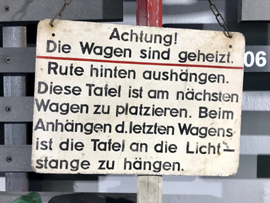 Achtung!
Die Wagen sind geheizt.
Rute hinten aushängen.
Diese Tafel ist am nächsten
Wagen zu platzieren. Beim
Anhängen d. letzten Wagens
ist die Tafel an die Licht-
stange zu hängen.
06